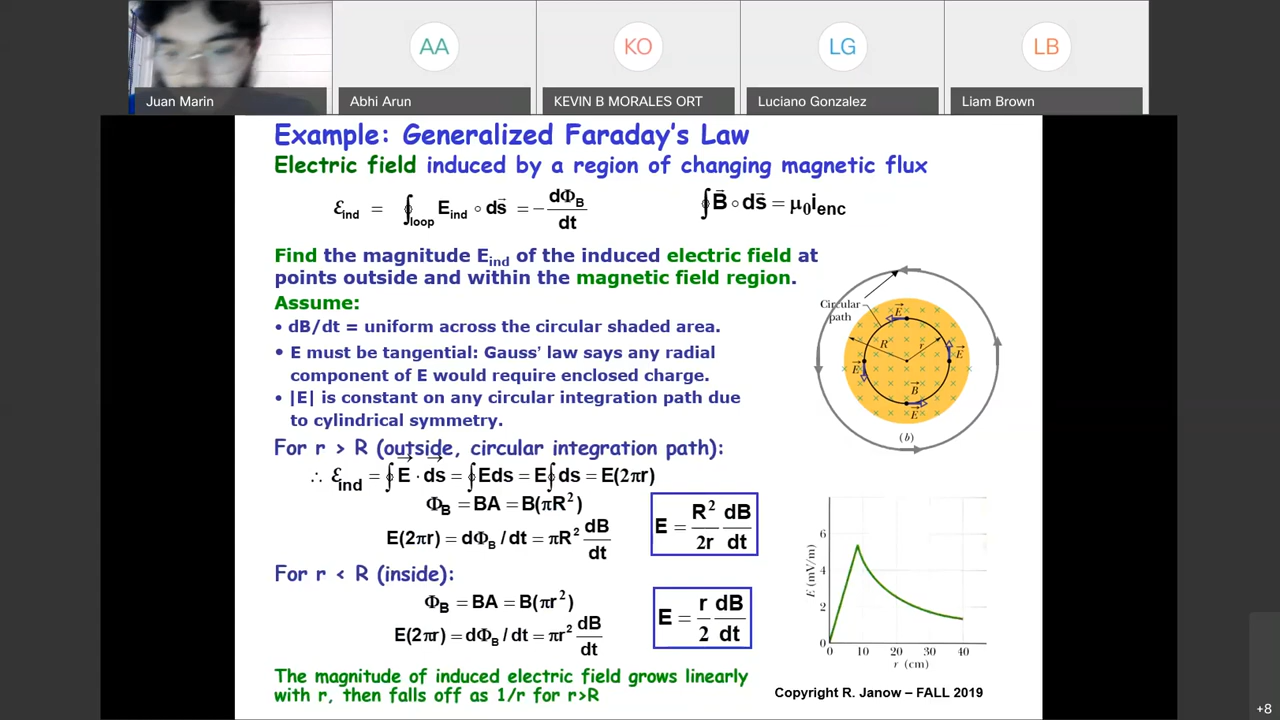 AA
KO
LG
LB
Juan Marin
Abhi Arun
KEVIN B MORALES ORT
Luciano Gonzalez
Liam Brown
Example: Generalized Faraday's Law
Electric field induced by a region of changing magnetic flux
ℰind = ∮loop Eind ∘ ds⃗ = − dΦB/dt
∮B⃗ ∘ ds⃗ = μ0ienc
Find the magnitude Eind of the induced electric field at
points outside and within the magnetic field region.
Assume:
• dB/dt = uniform across the circular shaded area.
• E must be tangential: Gauss' law says any radial
component of E would require enclosed charge.
• |E| is constant on any circular integration path due
to cylindrical symmetry.
Circular
path
E⃗
R
r
E⃗
E⃗
B⃗
E⃗
(b)
For r > R (outside, circular integration path):
∴ ℰind = ∮E⃗ · ds⃗ = ∮Eds = E∮ds = E(2πr)
ΦB = BA = B(πR²)
E(2πr) = dΦB / dt = πR² dB/dt
E = R²/2r dB/dt
For r < R (inside):
ΦB = BA = B(πr²)
E(2πr) = dΦB / dt = πr² dB/dt
E = r/2 dB/dt
E (mV/m)
6
4
2
0
0 10 20 30 40
r (cm)
The magnitude of induced electric field grows linearly
with r, then falls off as 1/r for r>R
Copyright R. Janow – FALL 2019
+8